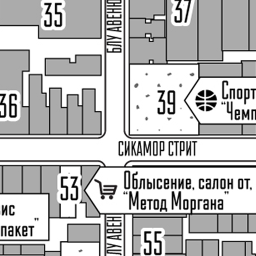 35
37
БЛУ АВЕНЮ
36
39
Спорт
"Чемп
СИКАМОР СТРИТ
53
Облысение, салон от,
"Метод Моргана"
вис
пакет"
БЛУ АВЕН
55